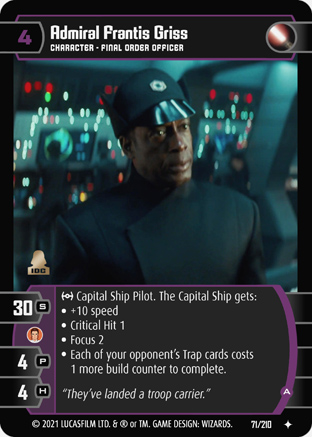 4
Admiral Frantis Griss
CHARACTER - FINAL ORDER OFFICER
IDC
30 S
Capital Ship Pilot. The Capital Ship gets:
• +10 speed
• Critical Hit 1
• Focus 2
• Each of your opponent's Trap cards costs
1 more build counter to complete.
4 P
4 H
"They've landed a troop carrier."
A
© 2021 LUCASFILM LTD. & ® or TM. GAME DESIGN: WIZARDS.
71/210